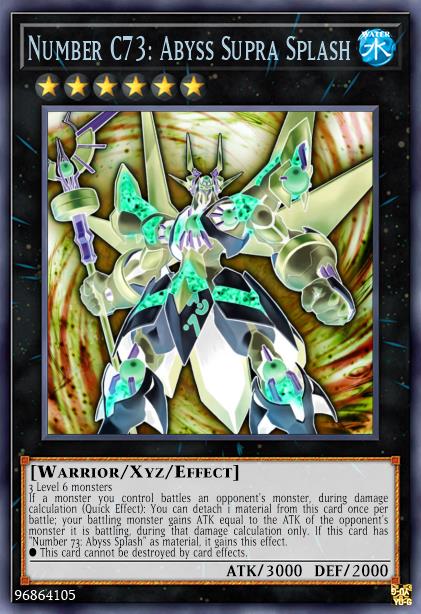 Number C73: Abyss Supra Splash
WATER
水
73
[Warrior/Xyz/Effect]
3 Level 6 monsters
If a monster you control battles an opponent's monster, during damage
calculation (Quick Effect): You can detach 1 material from this card once per
battle; your battling monster gains ATK equal to the ATK of the opponent's
monster it is battling, during that damage calculation only. If this card has
"Number 73: Abyss Splash" as material, it gains this effect.
● This card cannot be destroyed by card effects.
ATK/3000 DEF/2000
96864105